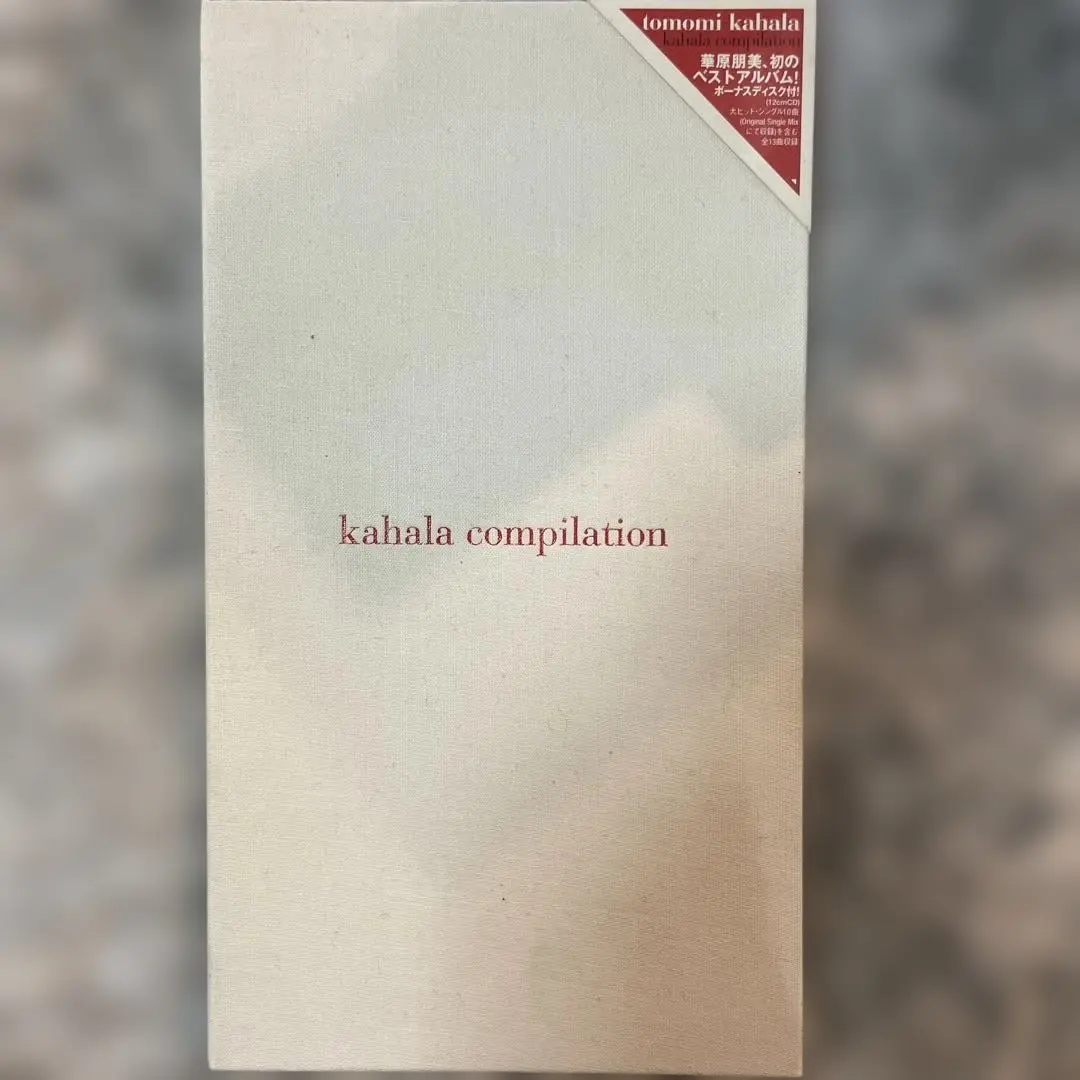 tomomi kahala
kahala compilation
華原朋美、初の
ベストアルバム!
ボーナスディスク付!
(12cmCD)
大ヒット・シングル10曲
(Original Single Mix
にて収録)を含む
全13曲収録
kahala compilation